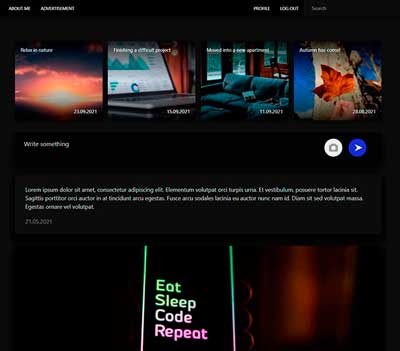 ABOUT ME ADVERTISEMENT PROFILE LOG OUT Search
Relax in nature Finishing a difficult project Moved into a new apartment Autumn has come!
23.09.2021 15.09.2021 11.09.2021 28.08.2021
Write something
Lorem ipsum dolor sit amet, consectetur adipiscing elit. Elementum volutpat orci turpis urna. Et vestibulum, posuere tortor lacinia sit.
Sagittis porttitor orci auctor in at tincidunt arcu egestas. Fusce arcu sodales lacinia eu auctor nunc nam id. Diam sit sed volutpat massa.
Egestas ornare vel volutpat.
21.05.2021
Eat
Sleep
Code
Repeat